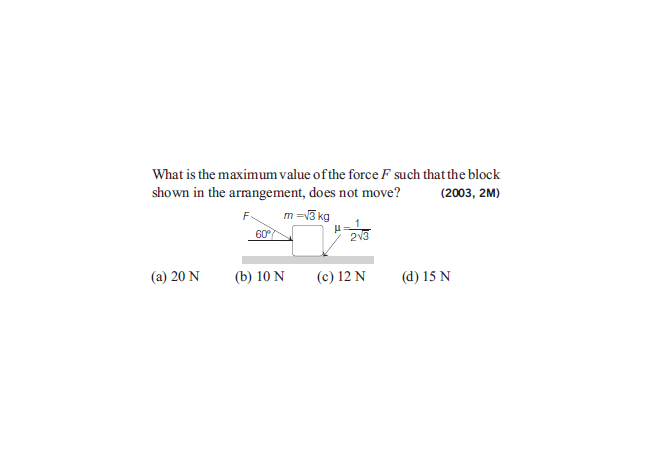 What is the maximum value of the force F such that the block
shown in the arrangement, does not move? (2003, 2M)
F m =√3 kg
60° μ = 1/2√3
(a) 20 N (b) 10 N (c) 12 N (d) 15 N